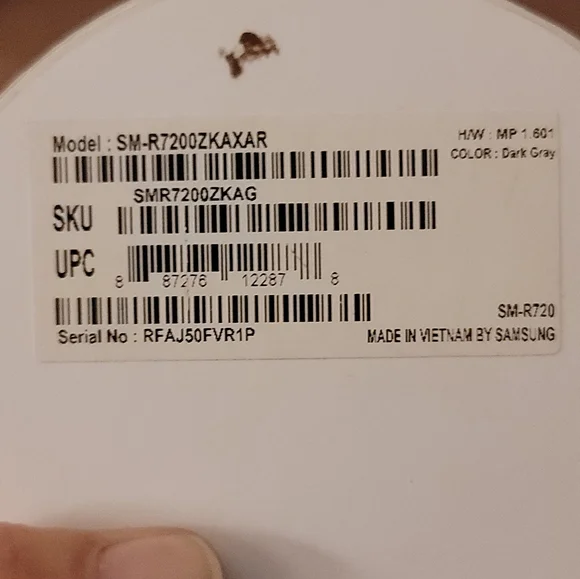 Model : SM-R7200ZKAXAR
H/W : MP 1.601
COLOR : Dark Gray
SMR7200ZKAG
SKU
UPC
8 87276 12287 8
SM-R720
Serial No : RFAJ50FVR1P
MADE IN VIETNAM BY SAMSUNG